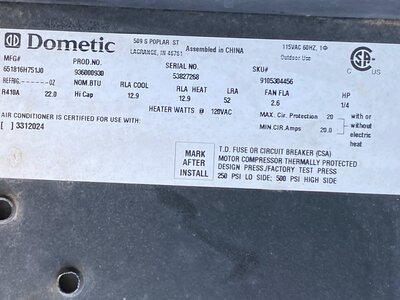 Dometic 509 S POPLAR ST 115VAC 60HZ, 1Φ
LAGRANGE, IN 46761 Assembled in CHINA
MFG# PROD.NO. SERIAL NO. SKU#
651816H751J0 936000930 53827268 9105304456
REFRIG.-OZ NOM.BTU RLA COOL RLA HEAT LRA FAN FLA HP
R410A 22.0 Hi Cap 12.9 12.9 52 2.6 1/4
HEATER WATTS @ 120VAC MAX. Cir. Protection 20 with or
AIR CONDITIONER IS CERTIFIED FOR USE WITH: MIN.CIR.Amps 20.0 without
[ ] 3312024 electric
heat
MARK
AFTER
INSTALL
T.D. FUSE OR CIRCUIT BREAKER (CSA)
MOTOR COMPRESSOR THERMALLY PROTECTED
DESIGN PRESS/FACTORY TEST PRESS
250 PSI LO SIDE; 500 PSI HIGH SIDE